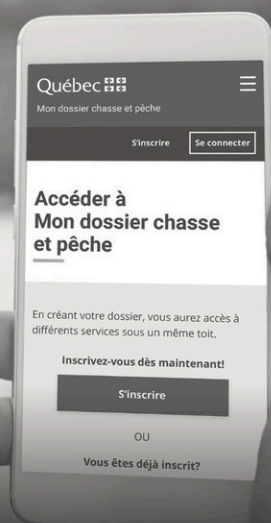 Québec
Mon dossier chasse et pêche
S'inscrire Se connecter
Accéder à
Mon dossier chasse
et pêche
En créant votre dossier, vous aurez accès à
différents services sous un même toit.
Inscrivez-vous dès maintenant!
S'inscrire
OU
Vous êtes déjà inscrit?